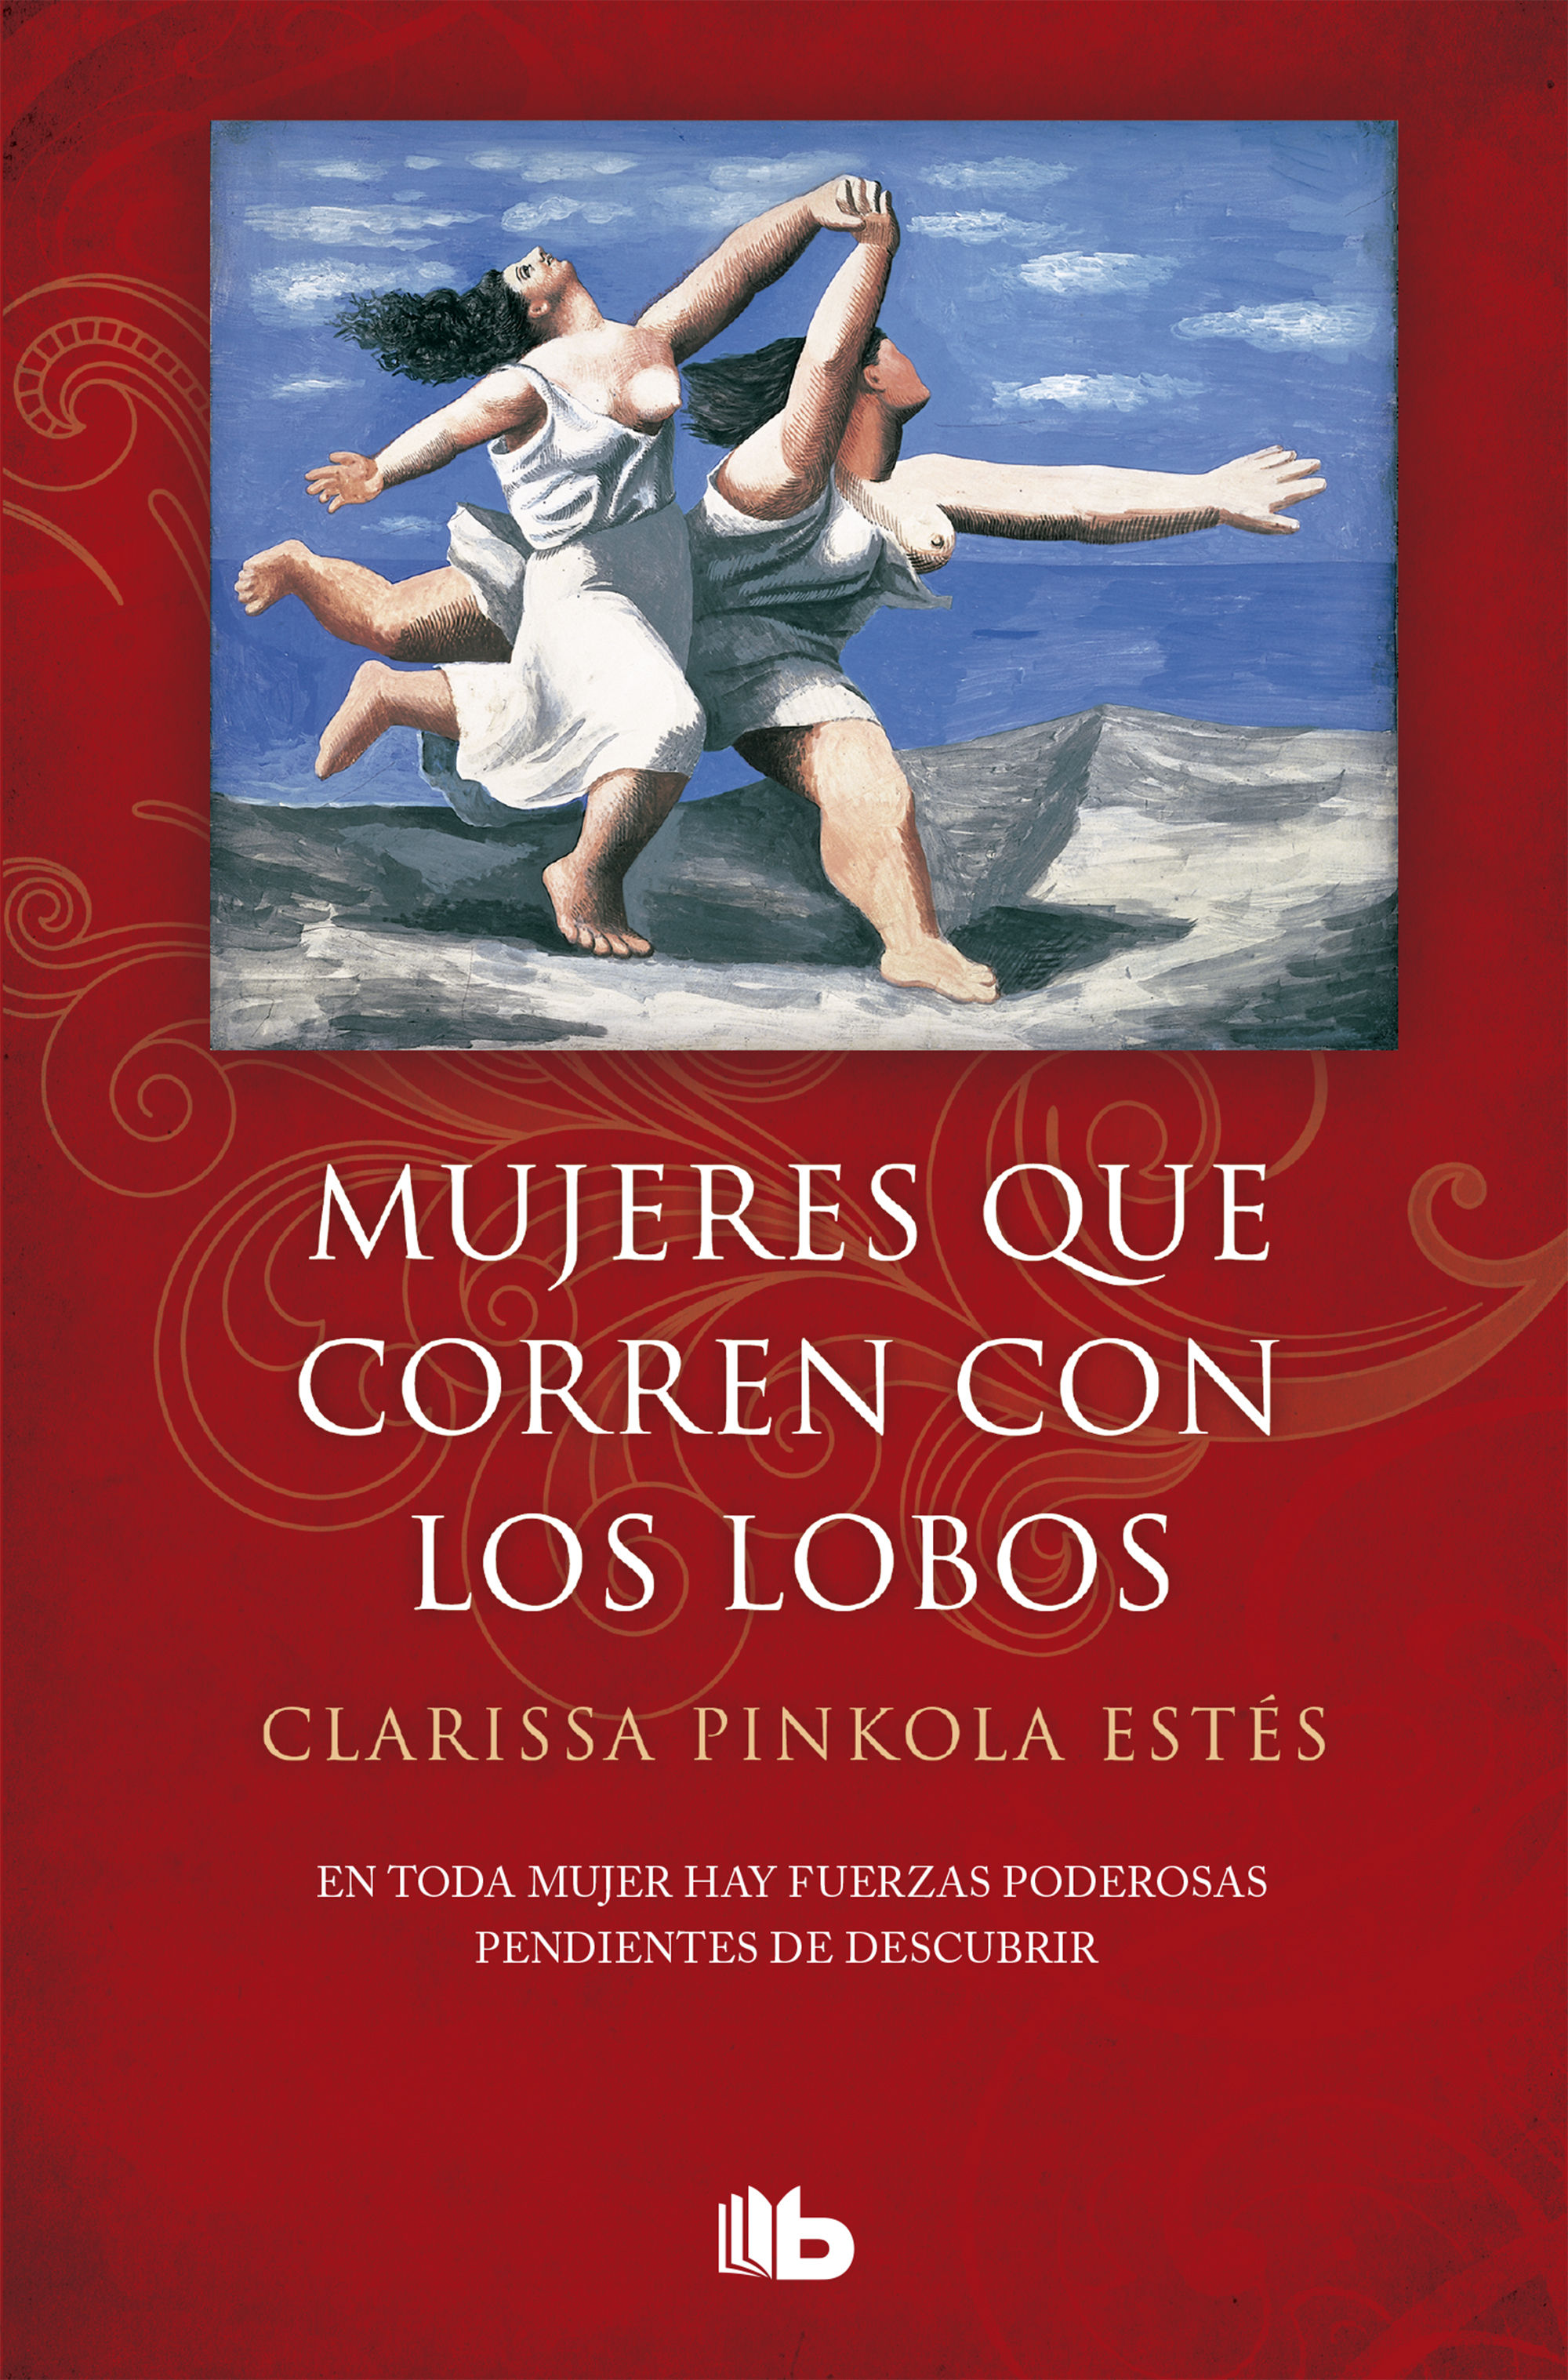 MUJERES QUE
CORREN CON
LOS LOBOS
CLARISSA PINKOLA ESTÉS
EN TODA MUJER HAY FUERZAS PODEROSAS
PENDIENTES DE DESCUBRIR
b